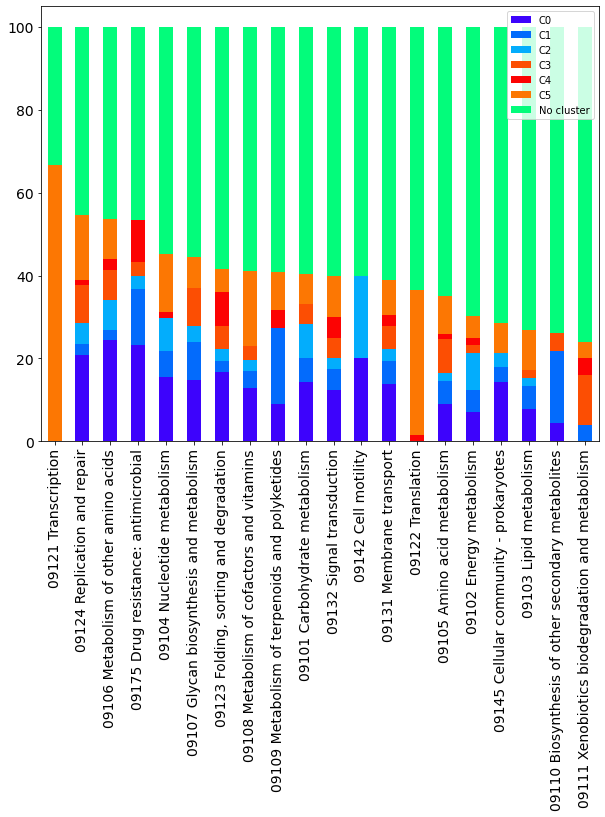 100
80
60
40
20
0
C0
C1
C2
C3
C4
C5
No cluster
09121 Transcription
09124 Replication and repair
09106 Metabolism of other amino acids
09175 Drug resistance: antimicrobial
09104 Nucleotide metabolism
09107 Glycan biosynthesis and metabolism
09123 Folding, sorting and degradation
09108 Metabolism of cofactors and vitamins
09109 Metabolism of terpenoids and polyketides
09101 Carbohydrate metabolism
09132 Signal transduction
09142 Cell motility
09131 Membrane transport
09122 Translation
09105 Amino acid metabolism
09102 Energy metabolism
09145 Cellular community - prokaryotes
09103 Lipid metabolism
09110 Biosynthesis of other secondary metabolites
09111 Xenobiotics biodegradation and metabolism